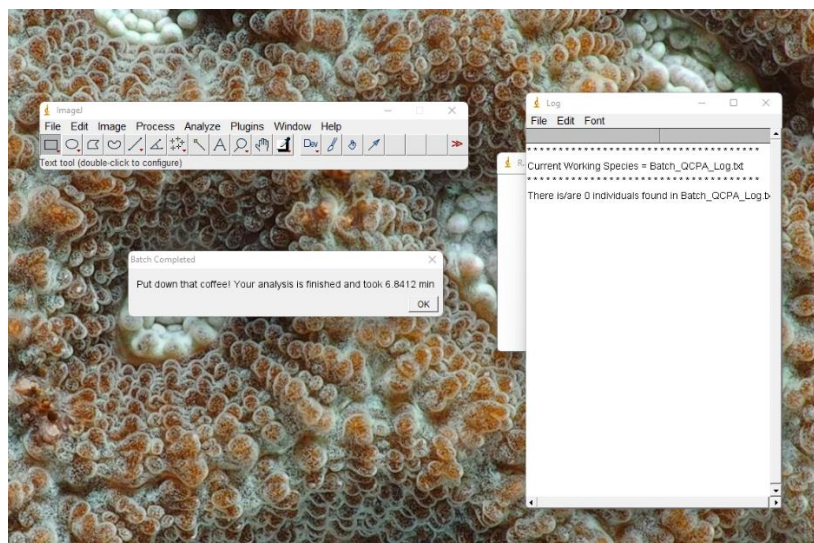 ImageJ
File Edit Image Process Analyze Plugins Window Help
Dev
Text tool (double-click to configure)
Batch Completed
Put down that coffee! Your analysis is finished and took 6.8412 min
OK
R
Log
File Edit Font
****************************************
Current Working Species = Batch_QCPA_Log.txt
****************************************
There is/are 0 individuals found in Batch_QCPA_Log.b